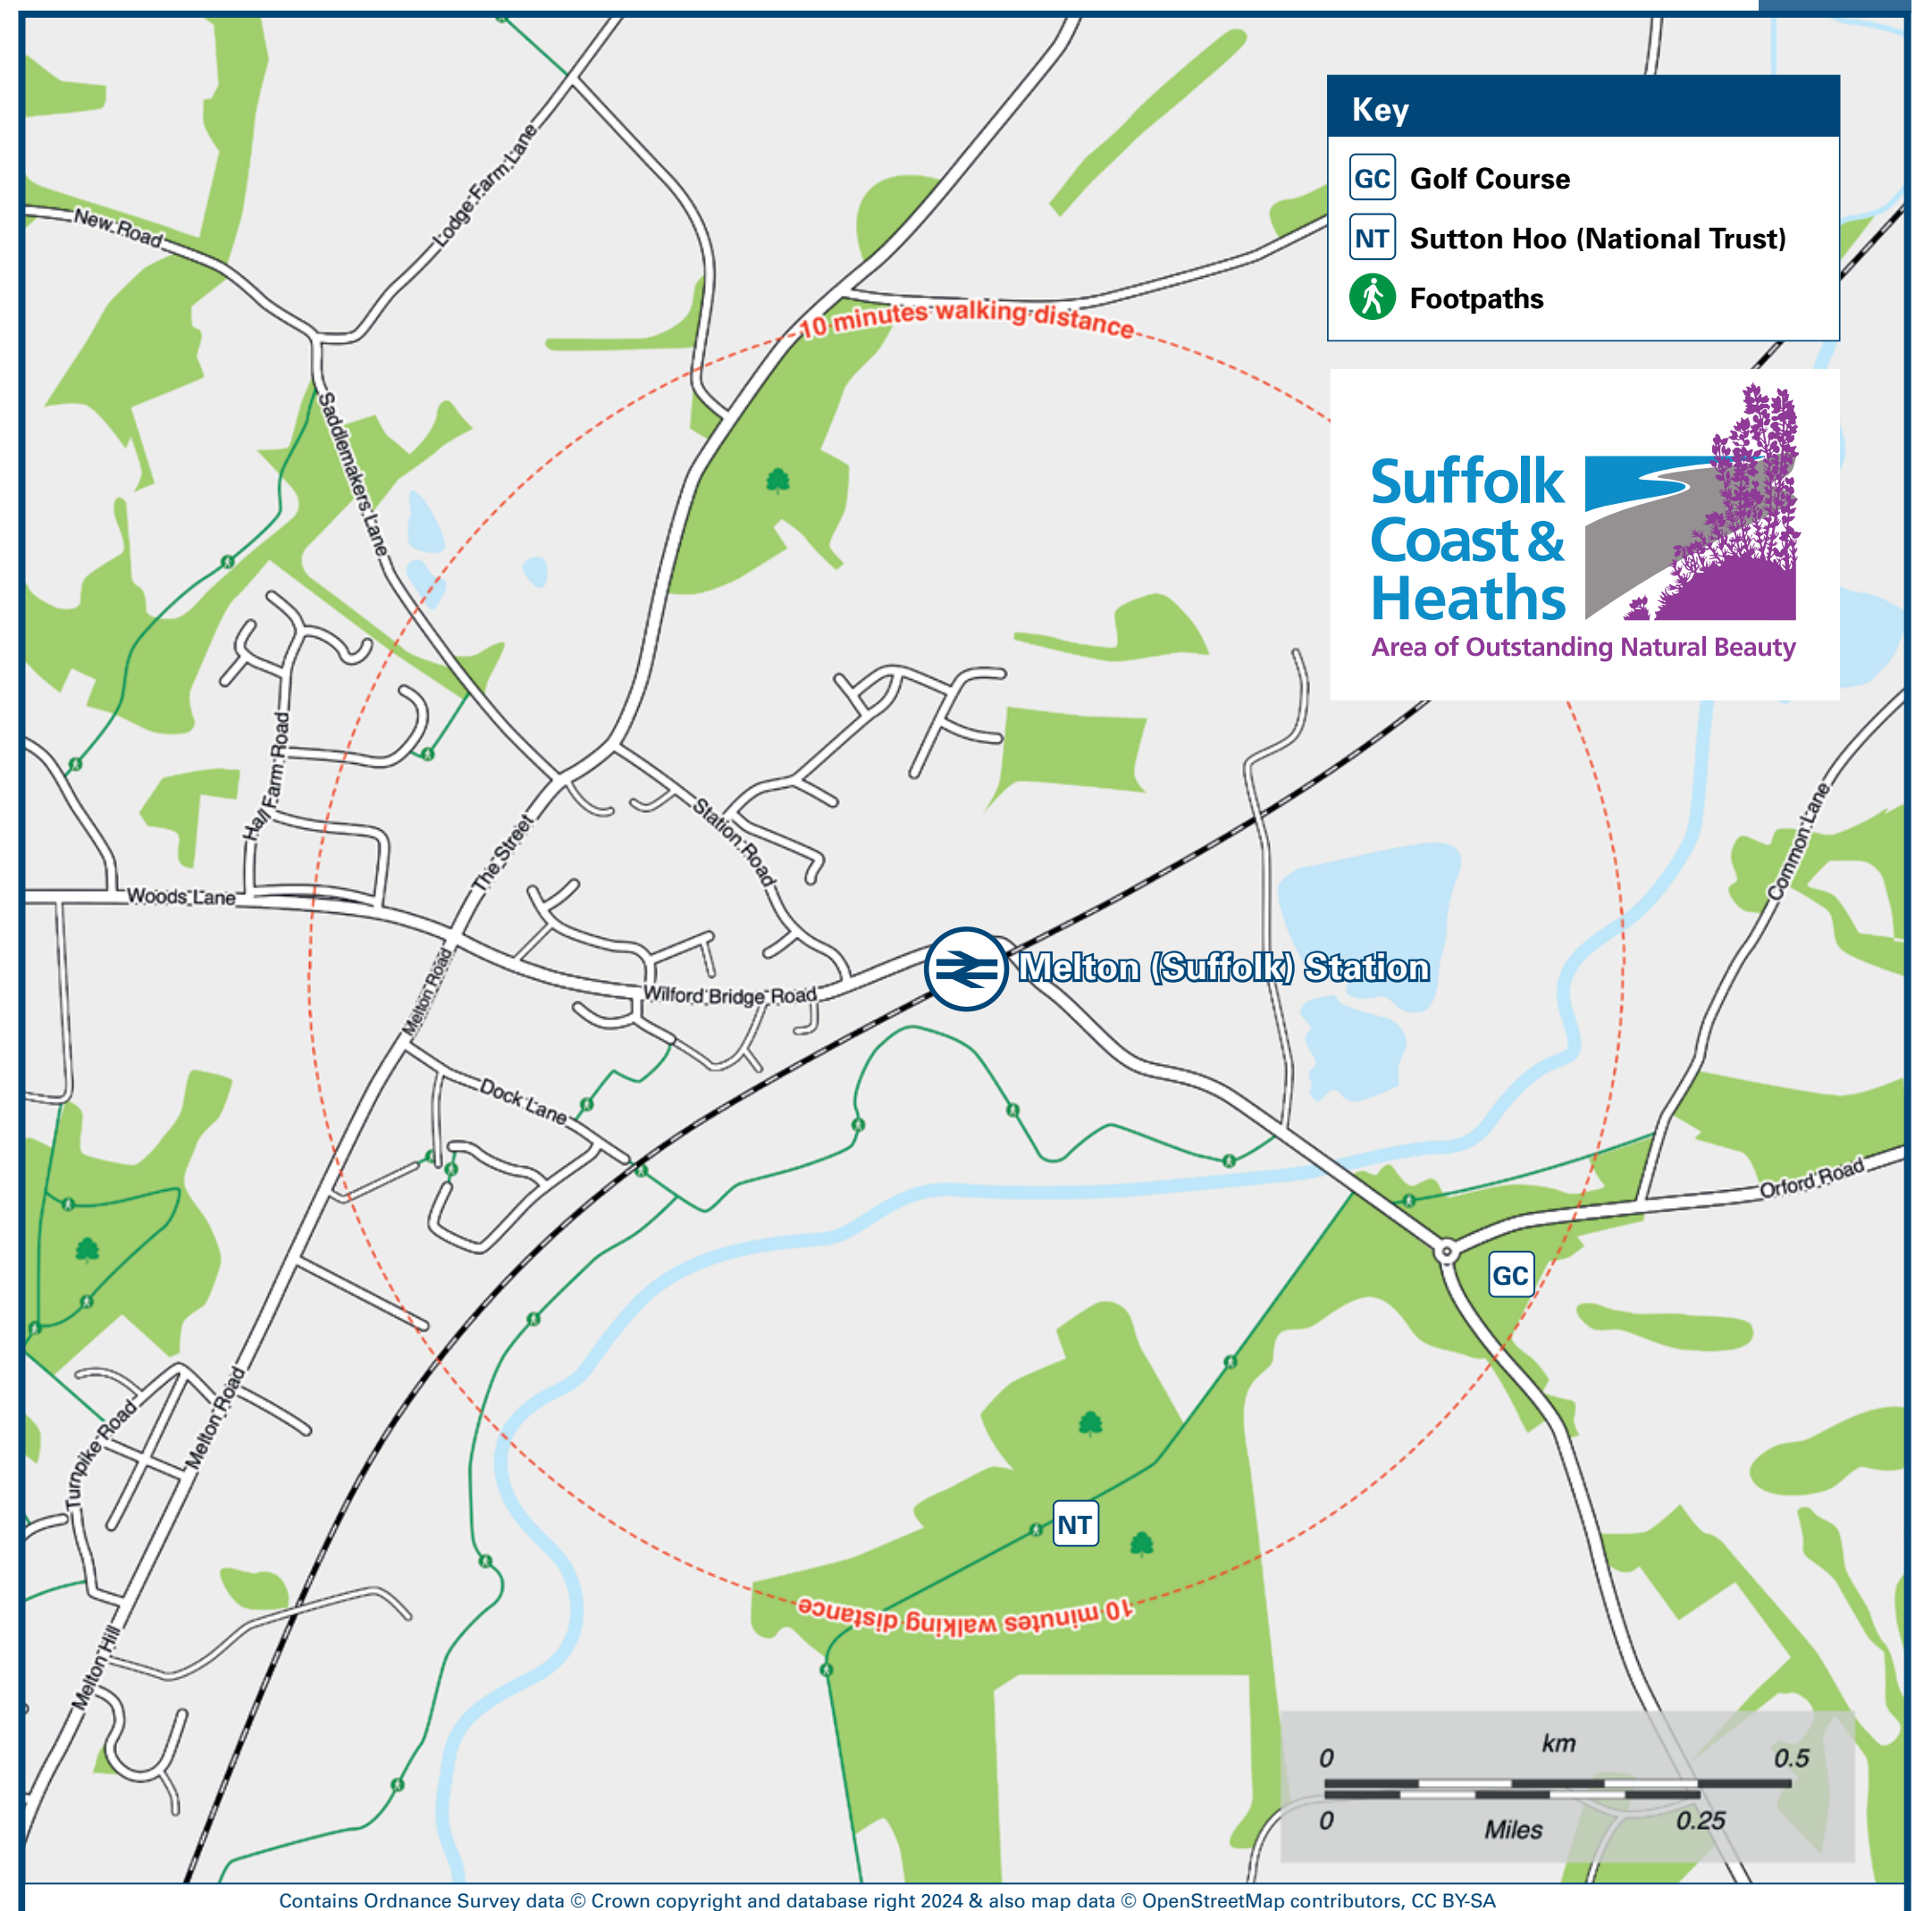 Key
GC Golf Course
NT Sutton Hoo (National Trust)
Footpaths
Suffolk
Coast &
Heaths
Area of Outstanding Natural Beauty
New Road
Lodge Farm Lane
10 minutes walking distance
Saddlemakers Lane
Hall Farm Road
Station Road
The Street
Common Lane
Woods Lane
Melton Road
Melton (Suffolk) Station
Wilford Bridge Road
Dock Lane
Orford Road
GC
Melton Road
Turnpike Road
NT
10 minutes walking distance
Melton Hill
km
0 0.5
0 0.25
Miles
Contains Ordnance Survey data © Crown copyright and database right 2024 & also map data © OpenStreetMap contributors, CC BY-SA